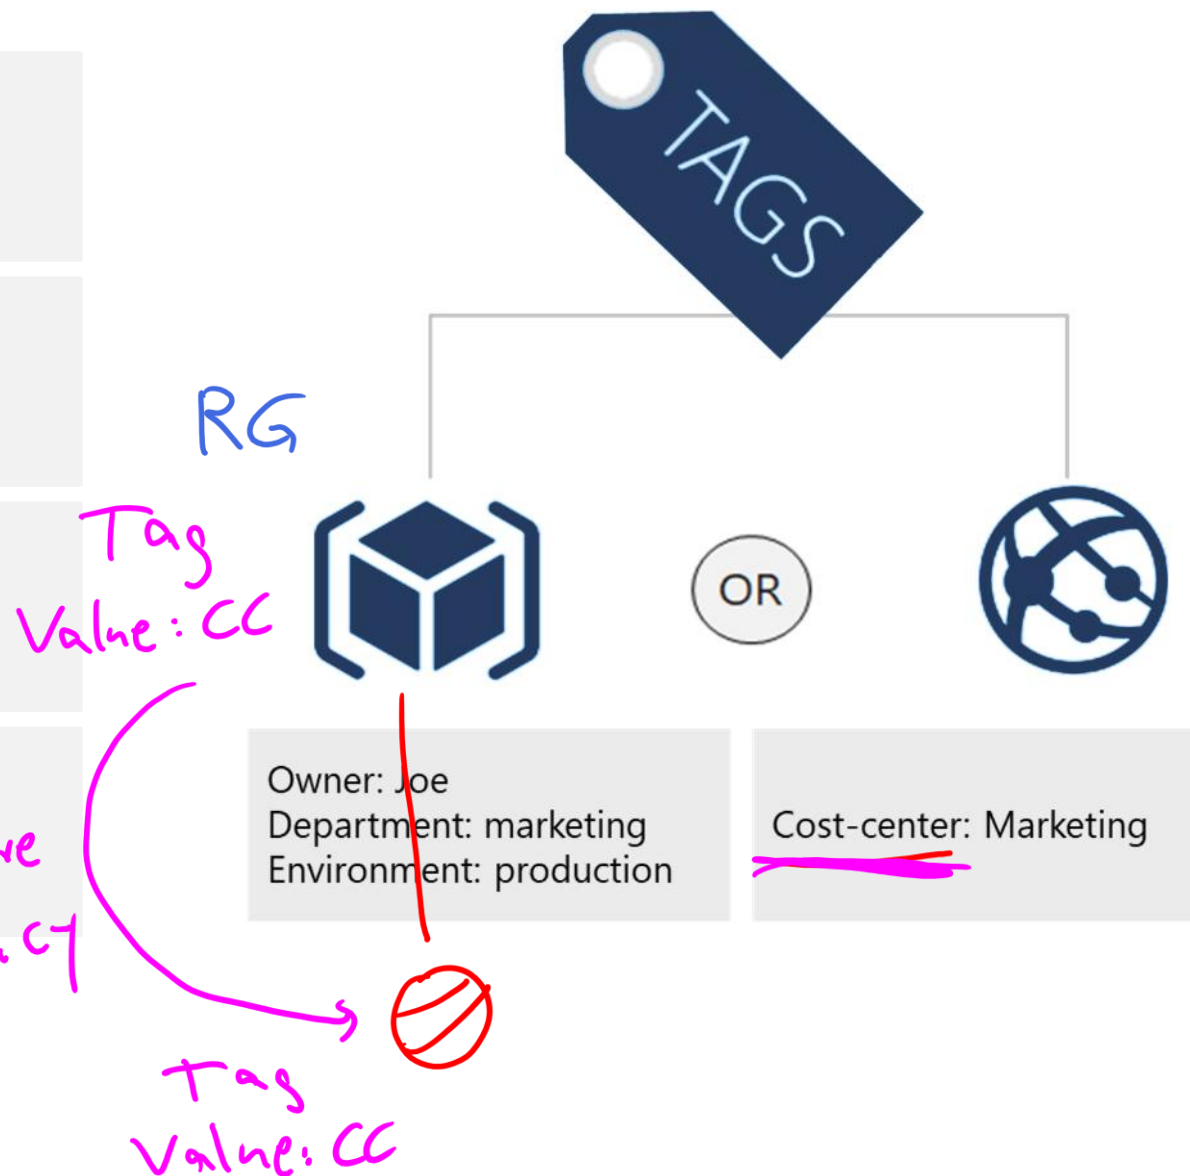 TAGS
RG
Tag
Value: CC
OR
Owner: Joe
Department: marketing
Environment: production
Cost-center: Marketing
Tag
Value: CC